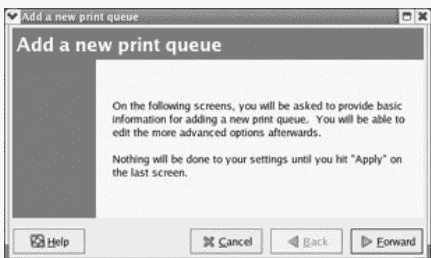 Add a new print queue
Add a new print queue
On the following screens, you will be asked to provide basic
information for adding a new print queue. You will be able to
edit the more advanced options afterwards.
Nothing will be done to your settings until you hit "Apply" on
the last screen.
Help
Cancel
Back
Forward